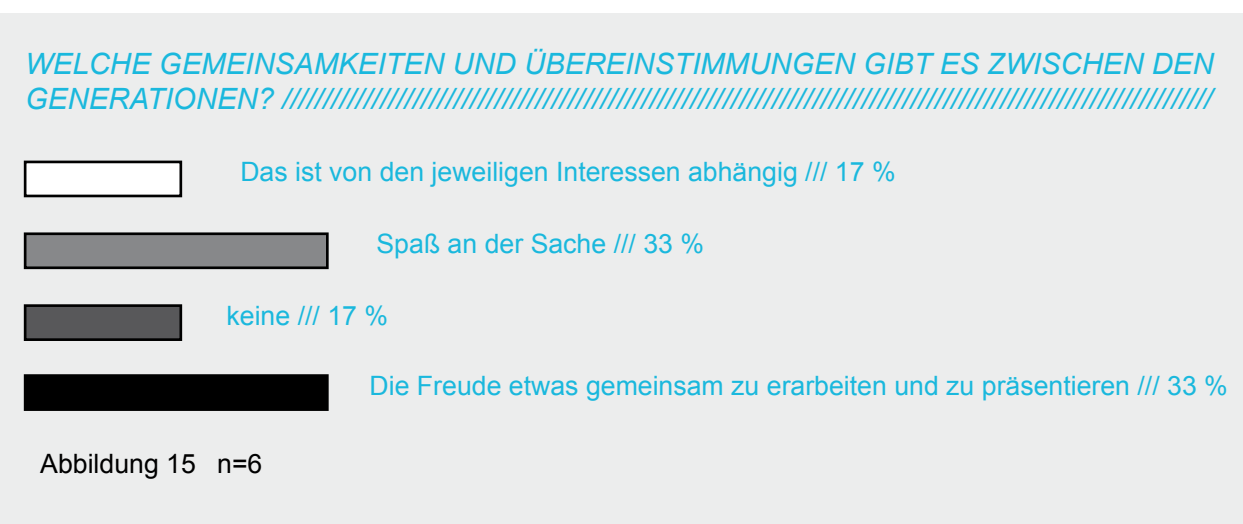 WELCHE GEMEINSAMKEITEN UND ÜBEREINSTIMMUNGEN GIBT ES ZWISCHEN DEN
GENERATIONEN? ////////////////////////////////////////////////////////////////////////////////////////////////////////////////
Das ist von den jeweiligen Interessen abhängig /// 17 %
Spaß an der Sache /// 33 %
keine /// 17 %
Die Freude etwas gemeinsam zu erarbeiten und zu präsentieren /// 33 %
Abbildung 15 n=6